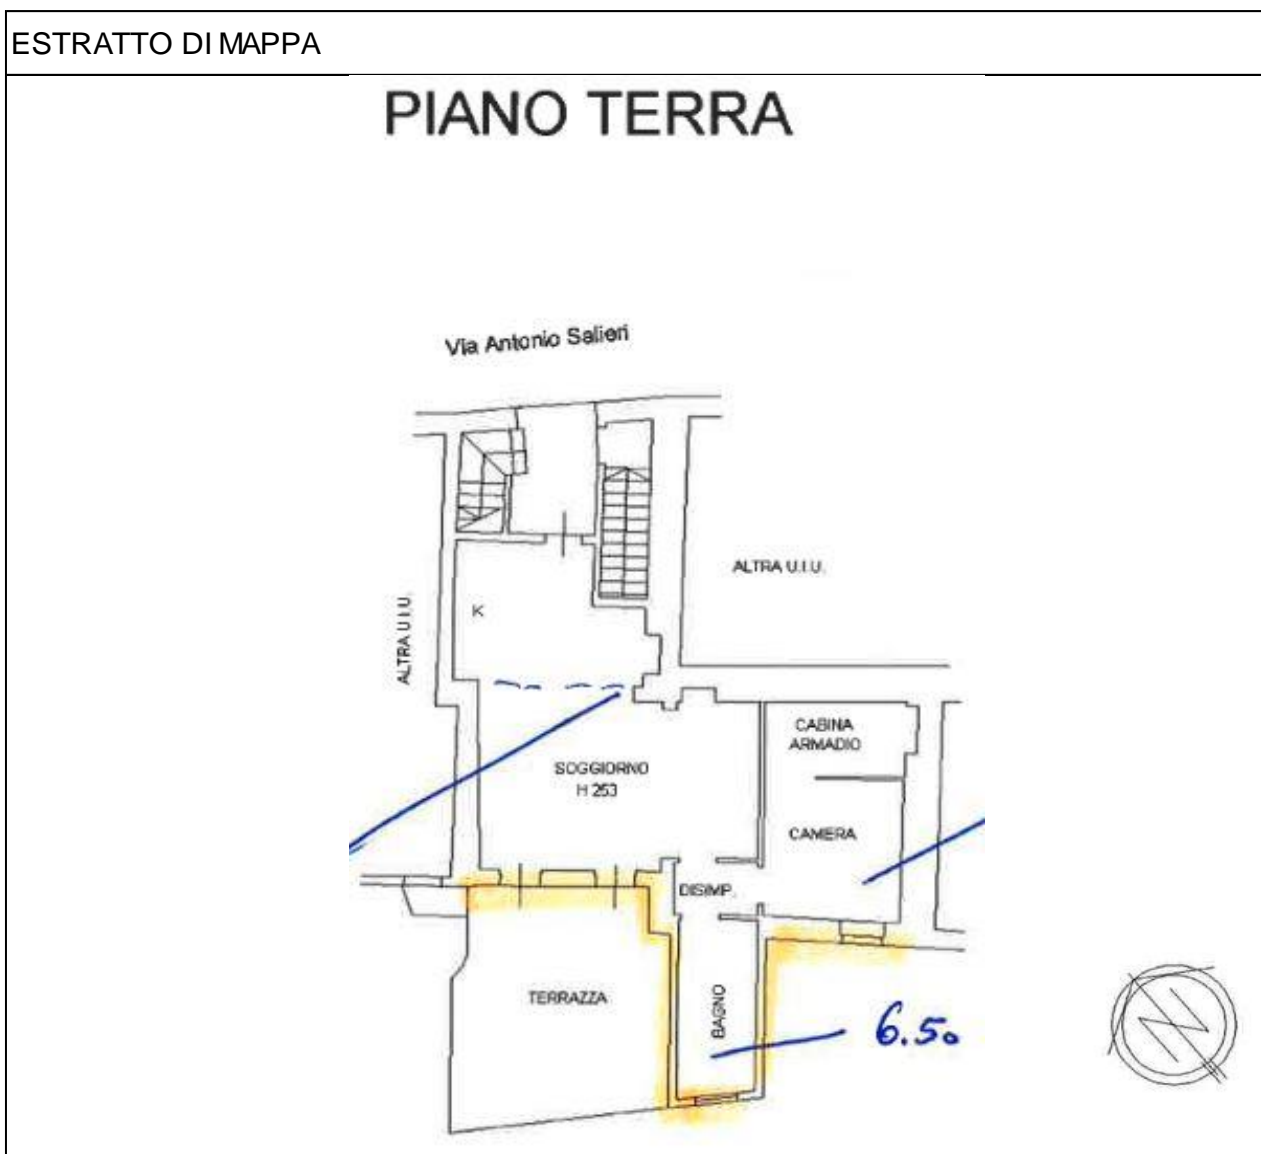 ESTRATTO DI MAPPA
PIANO TERRA
Via Antonio Salieri
ALTRA U.I.U.
K
ALTRA U.I.U.
CABINA
ARMADIO
SOGGIORNO
H 253
CAMERA
DISIMP.
TERRAZZA
BAGNO
6.50
N